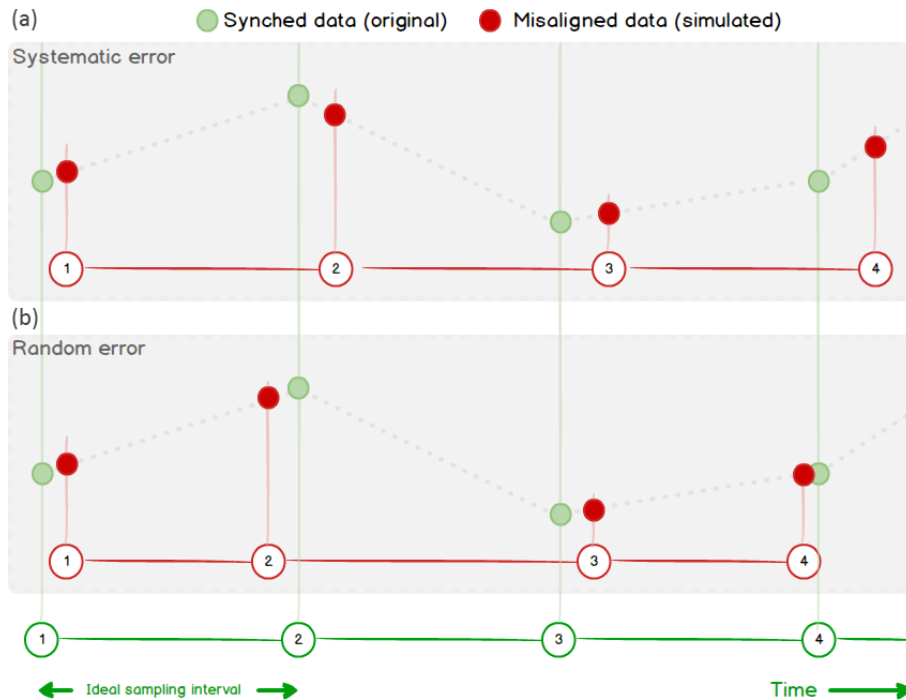 (a)
Synched data (original) Misaligned data (simulated)
Systematic error
1 2 3 4
(b)
Random error
1 2 3 4
1 2 3 4
Ideal sampling interval Time